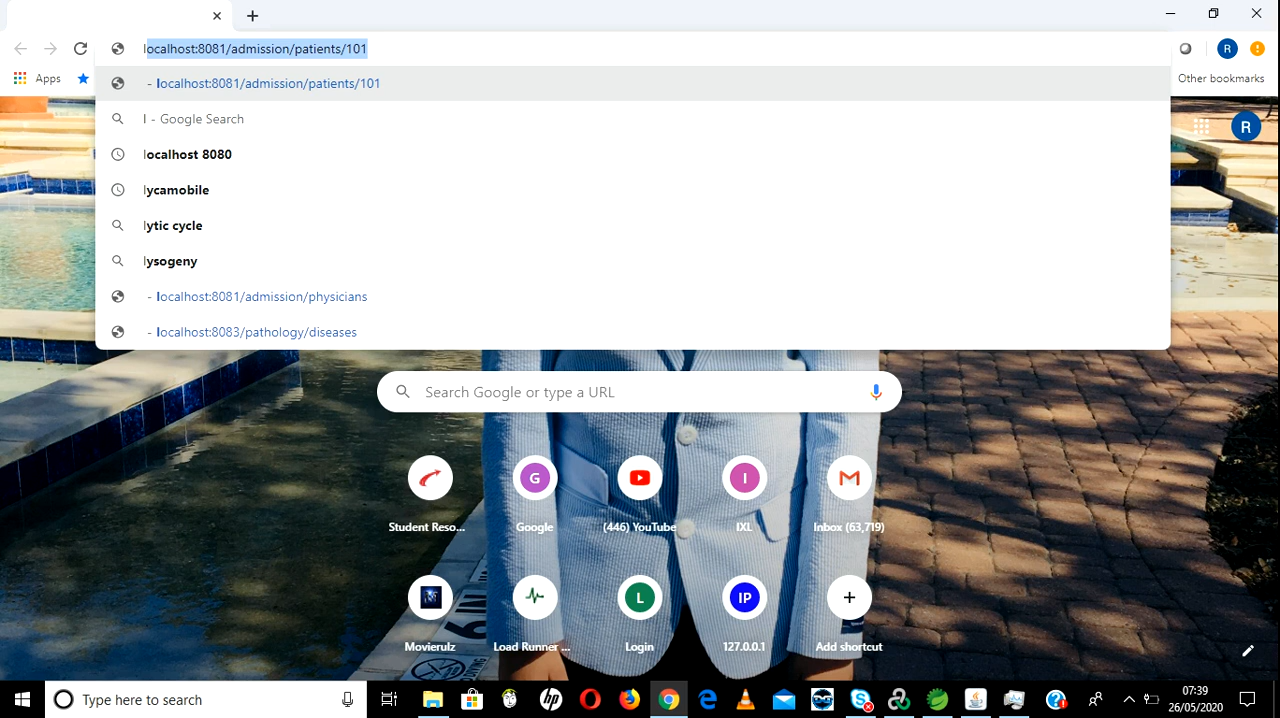 localhost:8081/admission/patients/101
R
Apps
Other bookmarks
- localhost:8081/admission/patients/101
l - Google Search
localhost 8080
lycamobile
lytic cycle
lysogeny
- localhost:8081/admission/physicians
- localhost:8083/pathology/diseases
R
Search Google or type a URL
G
I
Student Reso...
Google
(446) YouTube
IXL
Inbox (63,719)
L
IP
Movierulz
Load Runner ...
Login
127.0.0.1
Add shortcut
Type here to search
07:39
26/05/2020